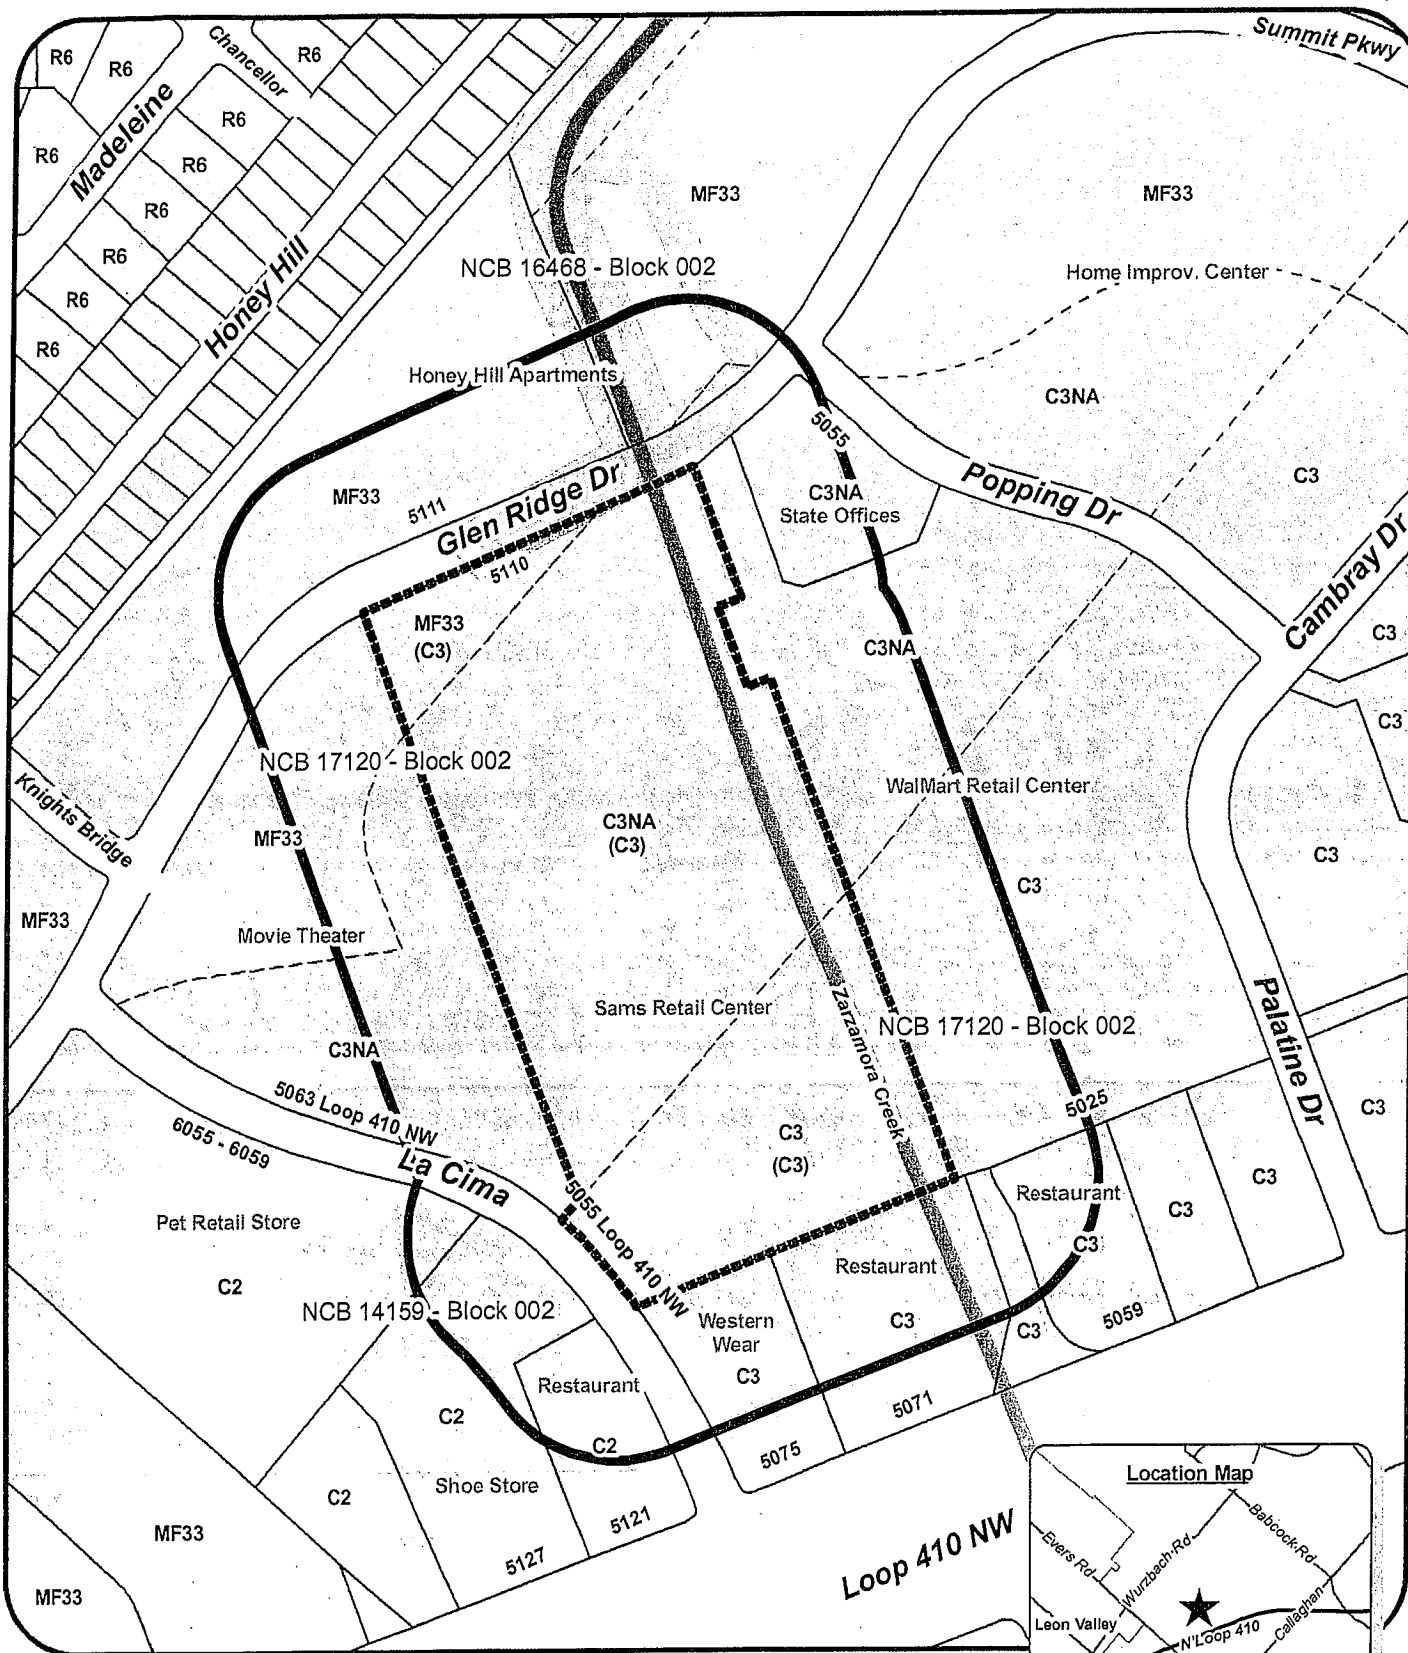 Summit Pkwy
Chancellor
R6
R6
R6
Madeleine
R6
R6
R6
R6
R6
R6
R6
Honey Hill
MF33
MF33
NCB 16468 - Block 002
Home Improv. Center
Honey Hill Apartments
C3NA
5055
MF33
5111
Glen Ridge Dr
C3NA
State Offices
Popping Dr
C3
5110
Cambray Dr
MF33
(C3)
C3NA
C3
C3
NCB 17120 - Block 002
WalMart Retail Center
Knights Bridge
MF33
C3NA
(C3)
C3
C3
MF33
Movie Theater
Sams Retail Center
Zarzamora Creek
NCB 17120 - Block 002
Palatine Dr
C3NA
5063 Loop 410 NW
6055 - 6059
La Cima
C3
(C3)
5025
C3
5055 Loop 410 NW
Restaurant
C3
C3
C3
Pet Retail Store
C2
NCB 14159 - Block 002
Restaurant
C3
Western
Wear
C3
C3
5059
Restaurant
C2
C2
5071
5075
Shoe Store
C2
5121
5127
MF33
MF33
Loop 410 NW
Location Map
Evers Rd
Wurzbach Rd
Babcock Rd
Leon Valley
N Loop 410
Callaghan